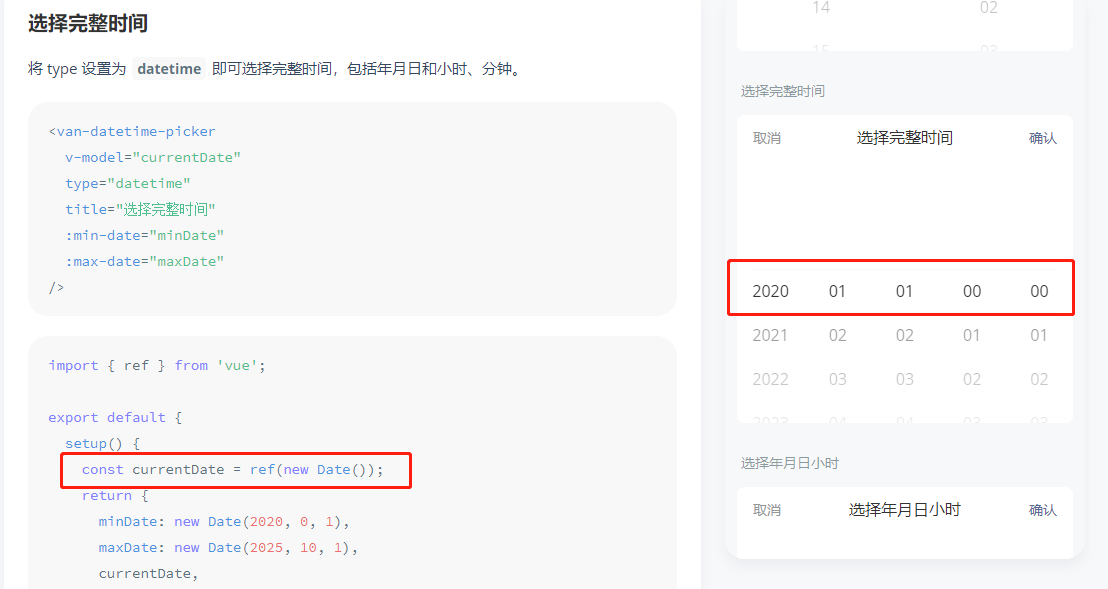 选择完整时间
将 type 设置为 datetime 即可选择完整时间，包括年月日和小时、分钟。
<van-datetime-picker
v-model="currentDate"
type="datetime"
title="选择完整时间"
:min-date="minDate"
:max-date="maxDate"
/>
import { ref } from 'vue';
export default {
setup() {
const currentDate = ref(new Date());
return {
minDate: new Date(2020, 0, 1),
maxDate: new Date(2025, 10, 1),
currentDate,
14 02
15 03
选择完整时间
取消 选择完整时间 确认
2020 01 01 00 00
2021 02 02 01 01
2022 03 03 02 02
2023 04 04 03 03
选择年月日小时
取消 选择年月日小时 确认